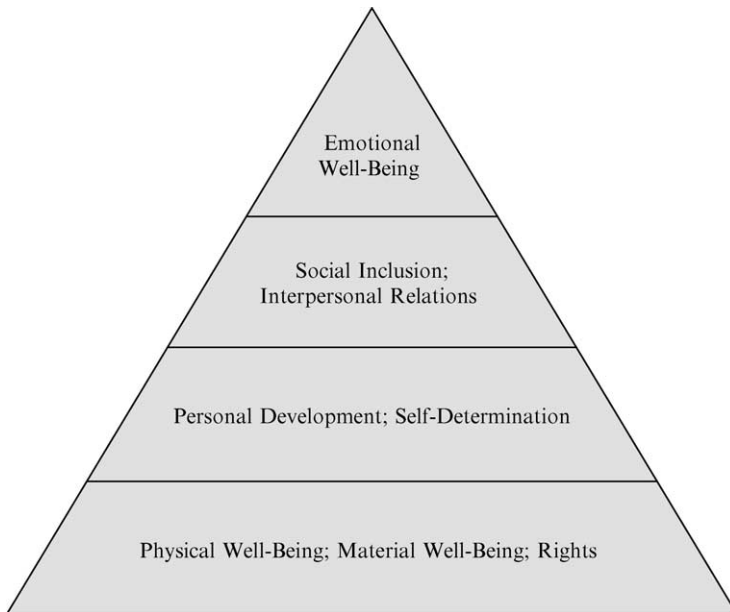 Emotional
Well-Being
Social Inclusion;
Interpersonal Relations
Personal Development; Self-Determination
Physical Well-Being; Material Well-Being; Rights